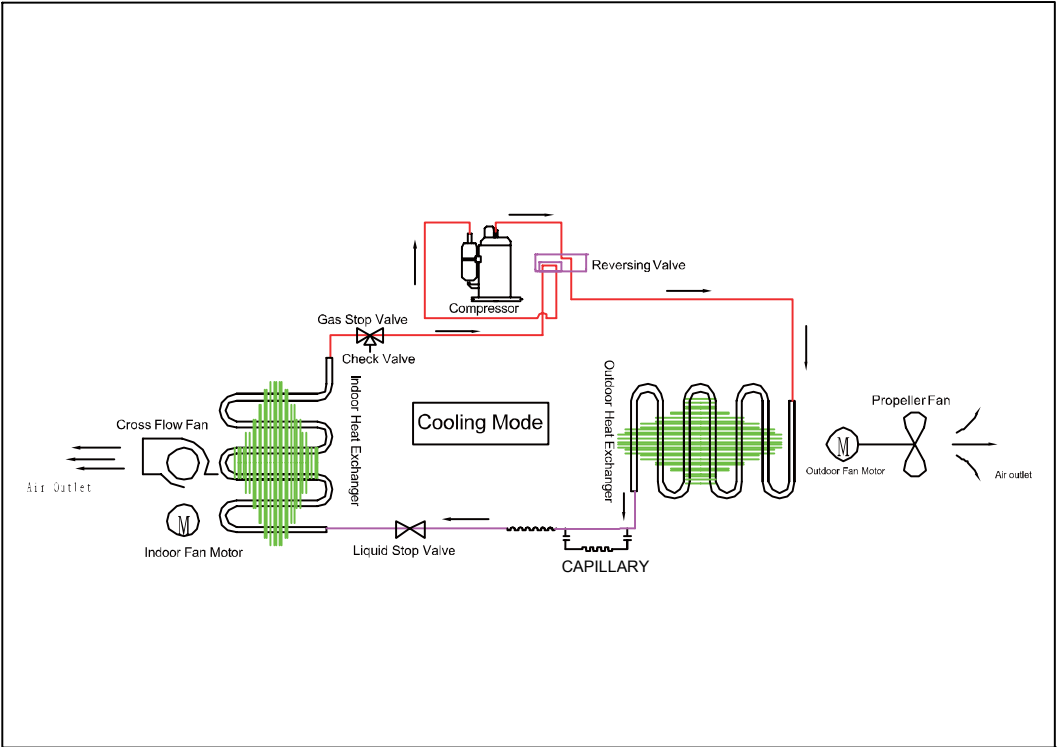 Reversing Valve
Compressor
Gas Stop Valve
Check Valve
Indoor Heat Exchanger
Outdoor Heat Exchanger
Cooling Mode
Propeller Fan
Cross Flow Fan
M
Outdoor Fan Motor
Air outlet
Air Outlet
M
Indoor Fan Motor
Liquid Stop Valve
CAPILLARY